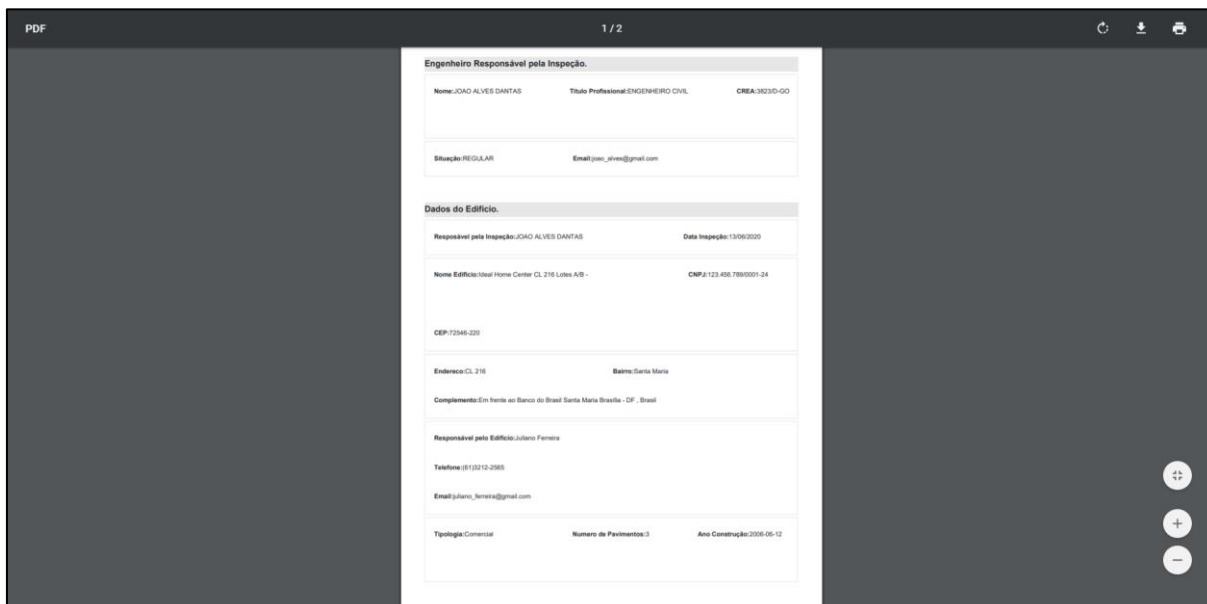 PDF 1 / 2
Engenheiro Responsável pela Inspeção.
Nome:JOAO ALVES DANTAS Titulo Profissional:ENGENHEIRO CIVIL CREA:3823/D-GO
Situação:REGULAR Email:joao_alves@gmail.com
Dados do Edificio.
Resposável pela Inspeção:JOAO ALVES DANTAS Data Inspeção:13/06/2020
Nome Edificio:Ideal Home Center CL 216 Lotes A/B - CNPJ:123.456.789/0001-24
CEP:72546-220
Endereco:CL 216 Bairro:Santa Maria
Complemento:Em frente ao Banco do Brasil Santa Maria Brasília - DF , Brasil
Responsável pelo Edificio:Juliano Ferreira
Telefone:(61)3212-2565
Email:juliano_ferreira@gmail.com
Tipologia:Comercial Numero de Pavimentos:3 Ano Construção:2006-06-12